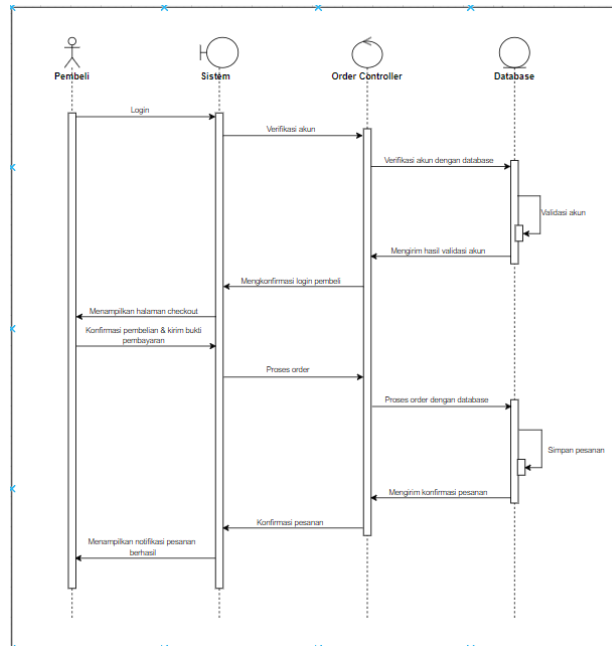 Pembeli
Sistem
Order Controller
Database
Login
Verifikasi akun
Verifikasi akun dengan database
Validasi akun
Mengirim hasil validasi akun
Mengkonfirmasi login pembeli
Menampilkan halaman checkout
Konfirmasi pembelian & kirim bukti
pembayaran
Proses order
Proses order dengan database
Simpan pesanan
Mengirim konfirmasi pesanan
Konfirmasi pesanan
Menampilkan notifikasi pesanan
berhasil